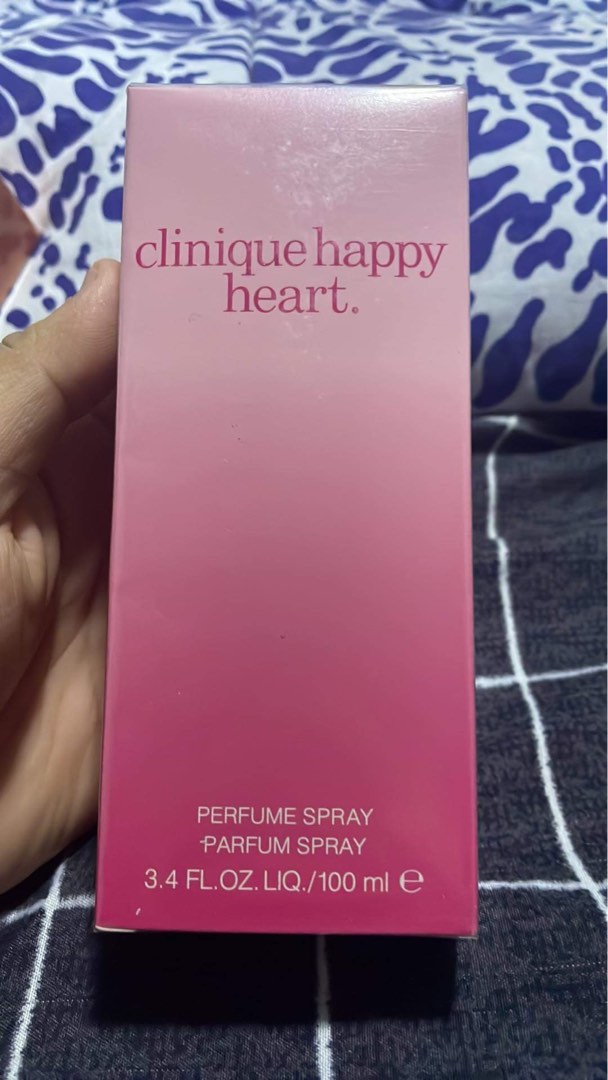 clinique happy
heart.
PERFUME SPRAY
PARFUM SPRAY
3.4 FL.OZ. LIQ./100 ml ℮